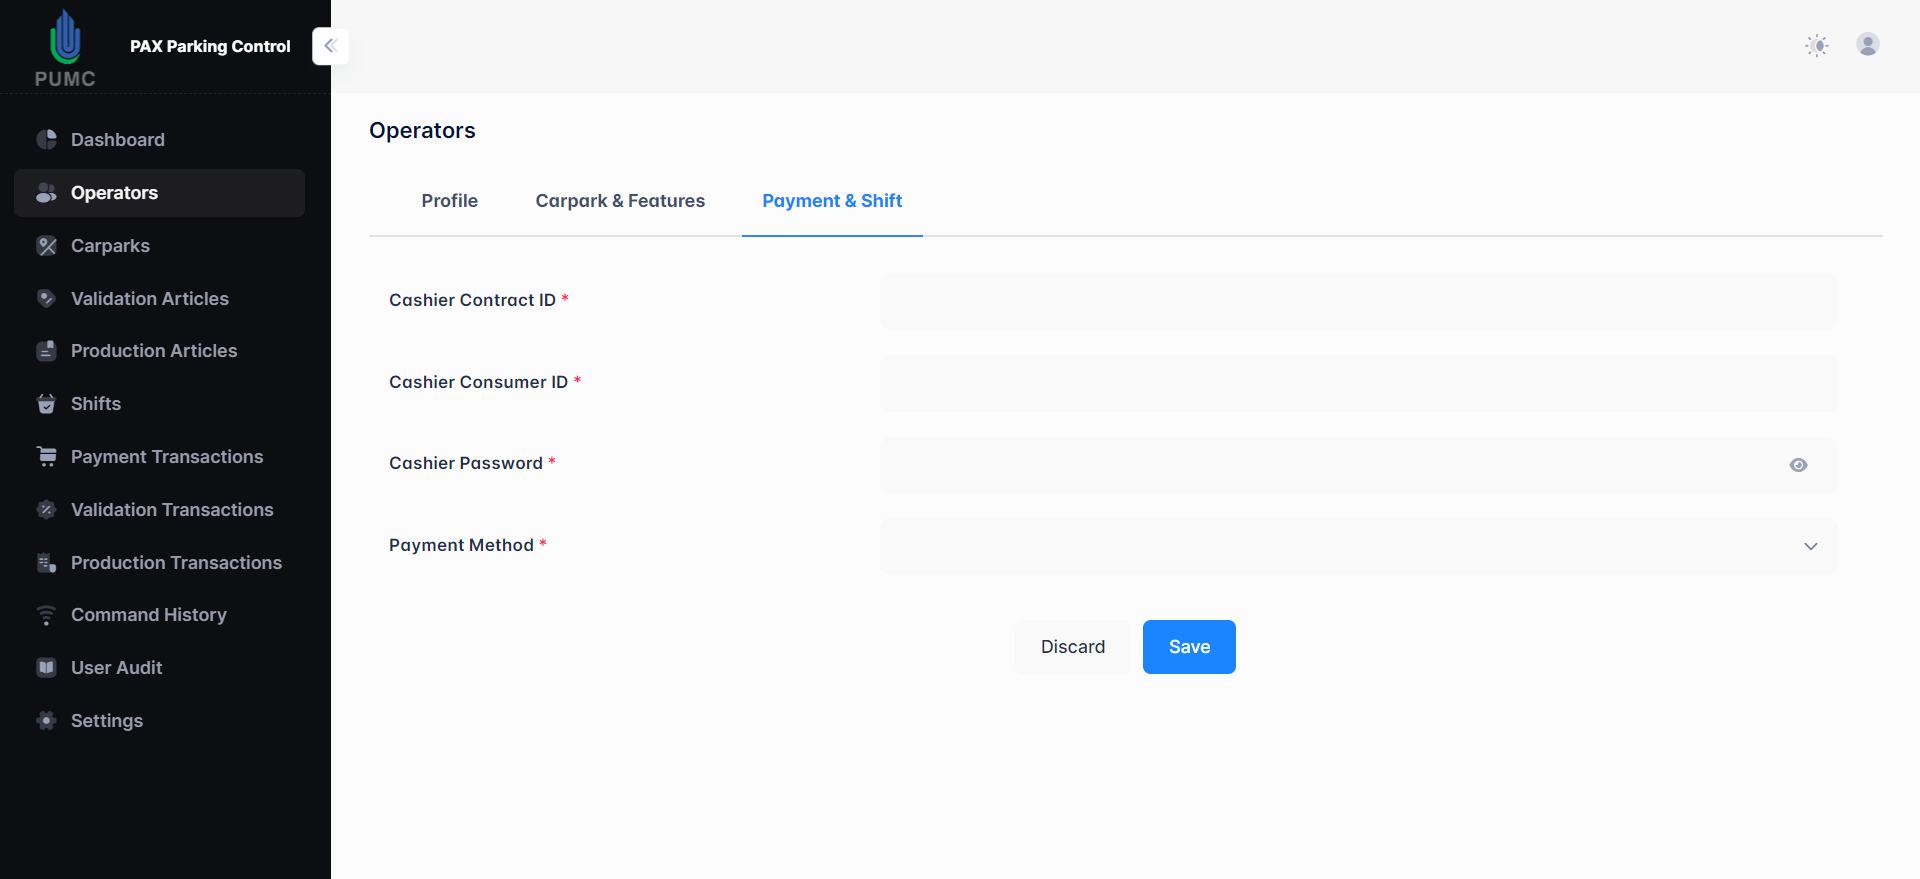 PUMC
PAX Parking Control
Dashboard
Operators
Carparks
Validation Articles
Production Articles
Shifts
Payment Transactions
Validation Transactions
Production Transactions
Command History
User Audit
Settings
Operators
Profile
Carpark & Features
Payment & Shift
Cashier Contract ID *
Cashier Consumer ID *
Cashier Password *
Payment Method *
Discard
Save